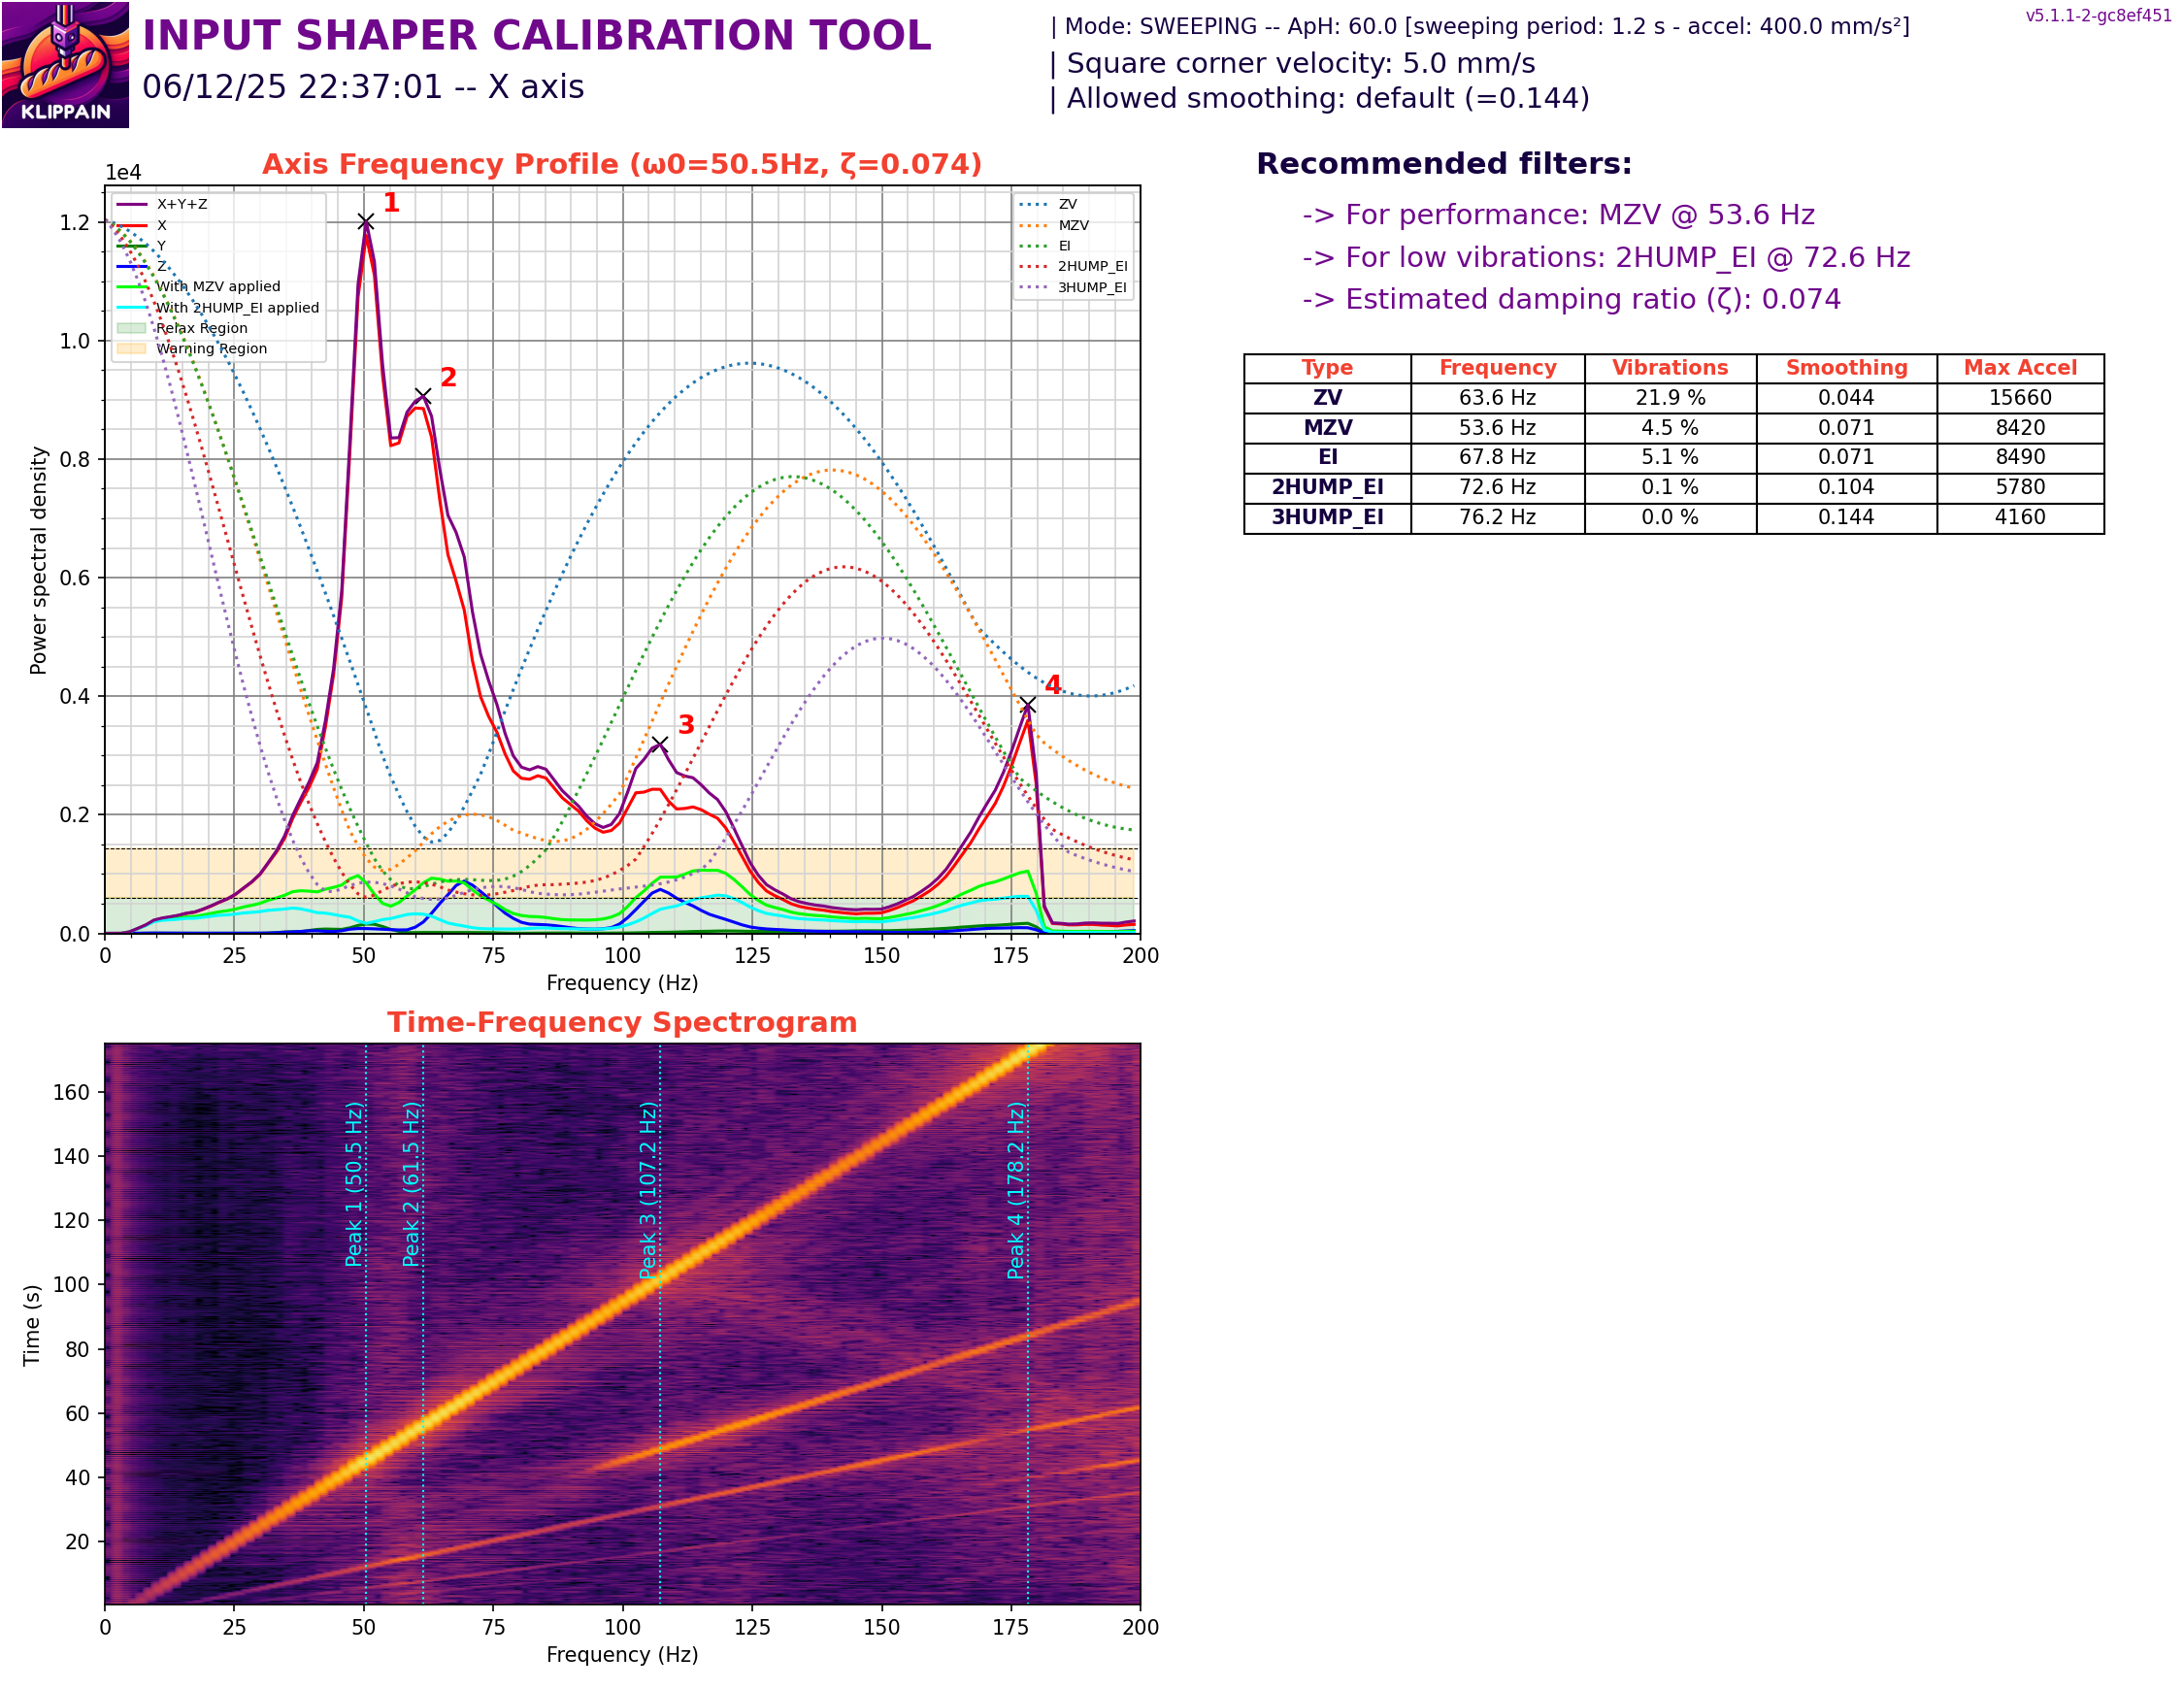 KLIPPAIN
INPUT SHAPER CALIBRATION TOOL
06/12/25 22:37:01 -- X axis
| Mode: SWEEPING -- ApH: 60.0 [sweeping period: 1.2 s - accel: 400.0 mm/s²]
| Square corner velocity: 5.0 mm/s
| Allowed smoothing: default (=0.144)
v5.1.1-2-gc8ef451
Axis Frequency Profile (ω0=50.5Hz, ζ=0.074)
1e4
Power spectral density
1.2
1.0
0.8
0.6
0.4
0.2
0.0
X+Y+Z
X
Y
Z
With MZV applied
With 2HUMP_EI applied
Relax Region
Warning Region
1
2
3
4
ZV
MZV
EI
2HUMP_EI
3HUMP_EI
0 25 50 75 100 125 150 175 200
Frequency (Hz)
Recommended filters:
-> For performance: MZV @ 53.6 Hz
-> For low vibrations: 2HUMP_EI @ 72.6 Hz
-> Estimated damping ratio (ζ): 0.074
Type Frequency Vibrations Smoothing Max Accel
ZV 63.6 Hz 21.9 % 0.044 15660
MZV 53.6 Hz 4.5 % 0.071 8420
EI 67.8 Hz 5.1 % 0.071 8490
2HUMP_EI 72.6 Hz 0.1 % 0.104 5780
3HUMP_EI 76.2 Hz 0.0 % 0.144 4160
Time-Frequency Spectrogram
Time (s)
160
140
120
100
80
60
40
20
Peak 1 (50.5 Hz)
Peak 2 (61.5 Hz)
Peak 3 (107.2 Hz)
Peak 4 (178.2 Hz)
0 25 50 75 100 125 150 175 200
Frequency (Hz)